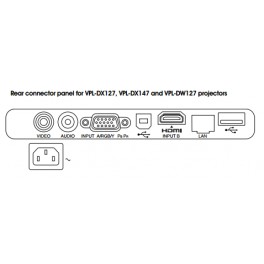 Rear connector panel for VPL-DX127, VPL-DX147 and VPL-DW127 projectors
VIDEO AUDIO INPUT A/RGB/Y PB PR HDMI INPUT B LAN